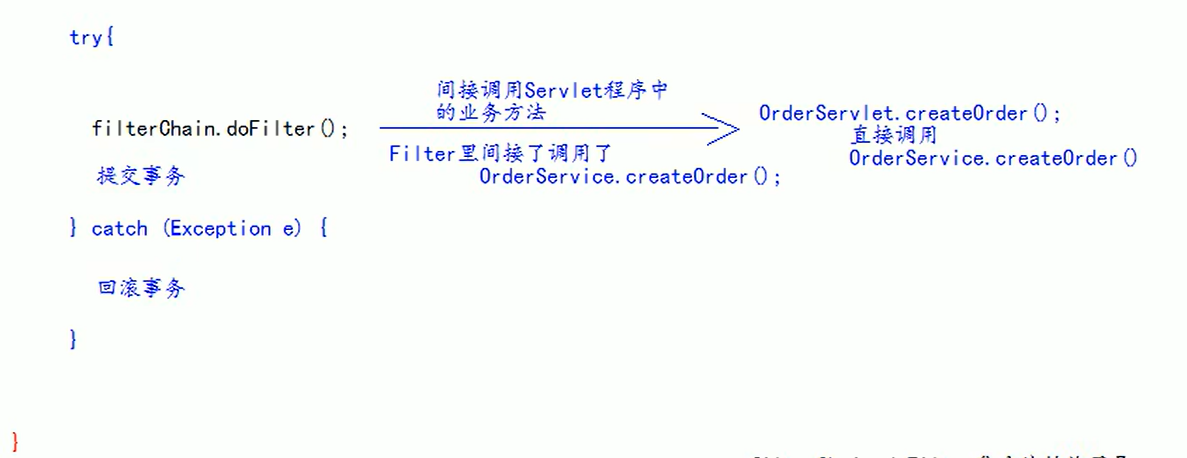 try{
间接调用Servlet程序中
的业务方法
filterChain.doFilter();
OrderServlet.createOrder();
直接调用
Filter里间接了调用了
OrderService.createOrder()
提交事务
OrderService.createOrder();
} catch (Exception e) {
回滚事务
}
}